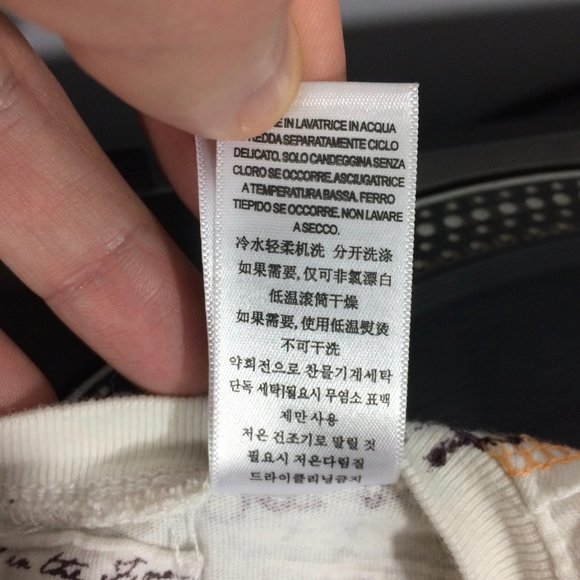 E IN LAVATRICE IN ACQUA
REDDA SEPARATAMENTE CICLO
DELICATO, SOLO CANDEGGINA SENZA
CLORO SE OCCORRE. ASCIUGATRICE
A TEMPERATURA BASSA. FERRO
TIEPIDO SE OCCORRE. NON LAVARE
A SECCO.
冷水轻柔机洗 分开洗涤
如果需要, 仅可非氯漂白
低温滚筒干燥
如果需要, 使用低温熨烫
不可干洗
약회전으로 찬물기계세탁
단독 세탁|필요시 무염소 표백
제만 사용
저온 건조기로 말릴 것
필요시 저온다림질
드라이클리닝금지
in the